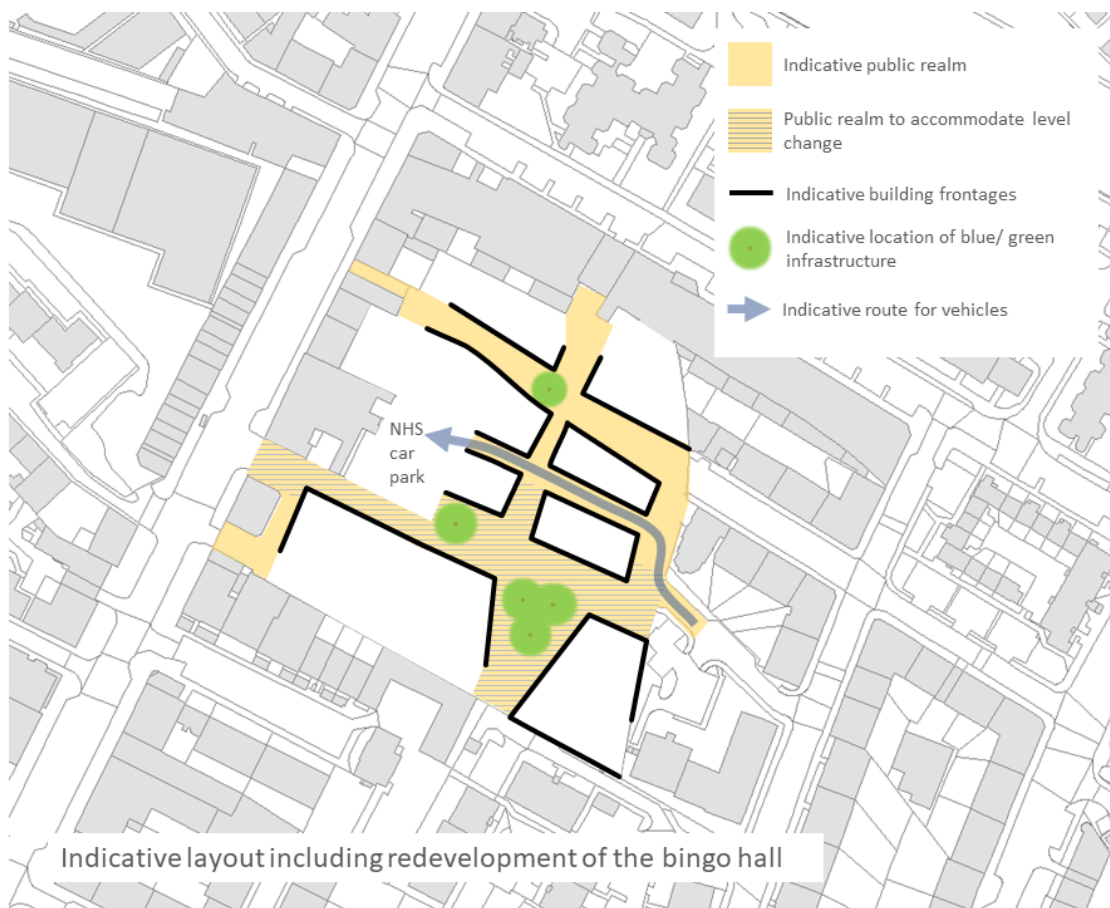 Indicative public realm
Public realm to accommodate level
change
Indicative building frontages
Indicative location of blue/ green
infrastructure
Indicative route for vehicles
NHS
car
park
Indicative layout including redevelopment of the bingo hall